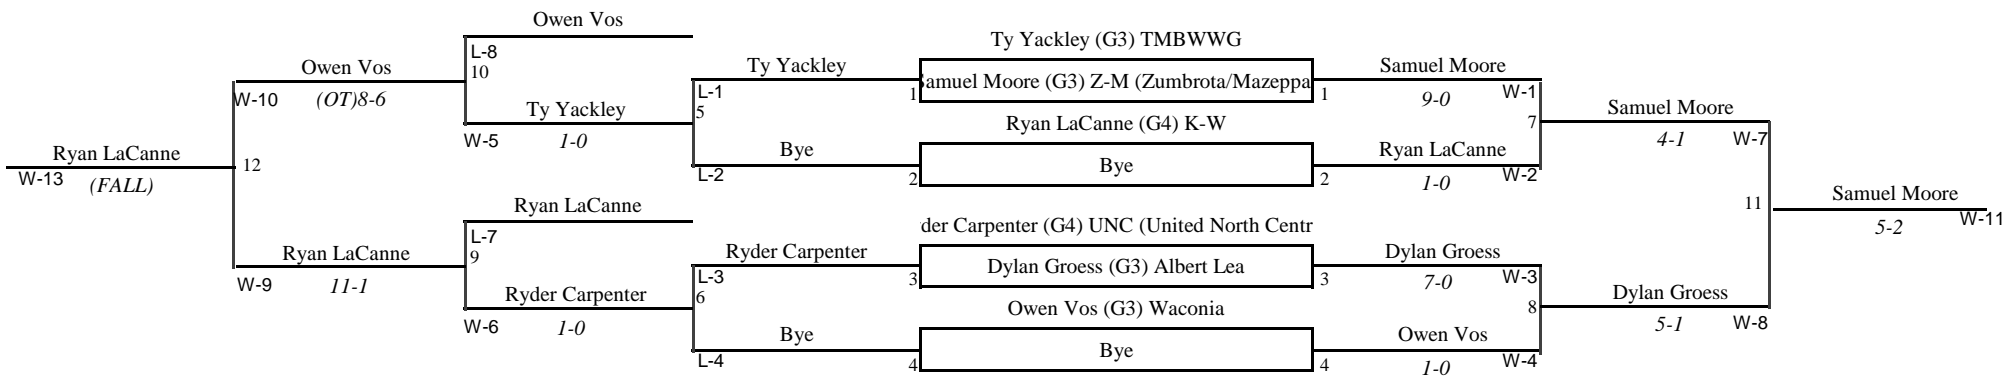 Owen Vos
L-8
10
Owen Vos
W-10
(OT)8-6
Ty Yackley
W-5
1-0
Ryan LaCanne
W-13
(FALL)
12
Ryan LaCanne
L-7
9
Ryan LaCanne
W-9
11-1
Ryder Carpenter
W-6
1-0
Ty Yackley
L-1
5
Bye
L-2
Ryder Carpenter
L-3
6
Bye
L-4
Ty Yackley (G3) TMBWWG
1 Samuel Moore (G3) Z-M (Zumbrota/Mazeppa 1
Ryan LaCanne (G4) K-W
2 Bye 2
der Carpenter (G4) UNC (United North Centr
3 Dylan Groess (G3) Albert Lea 3
Owen Vos (G3) Waconia
4 Bye 4
Samuel Moore
9-0
W-1
7
Ryan LaCanne
1-0
W-2
Dylan Groess
7-0
W-3
8
Owen Vos
1-0
W-4
Samuel Moore
4-1
W-7
11
Dylan Groess
5-1
W-8
Samuel Moore
5-2
W-11